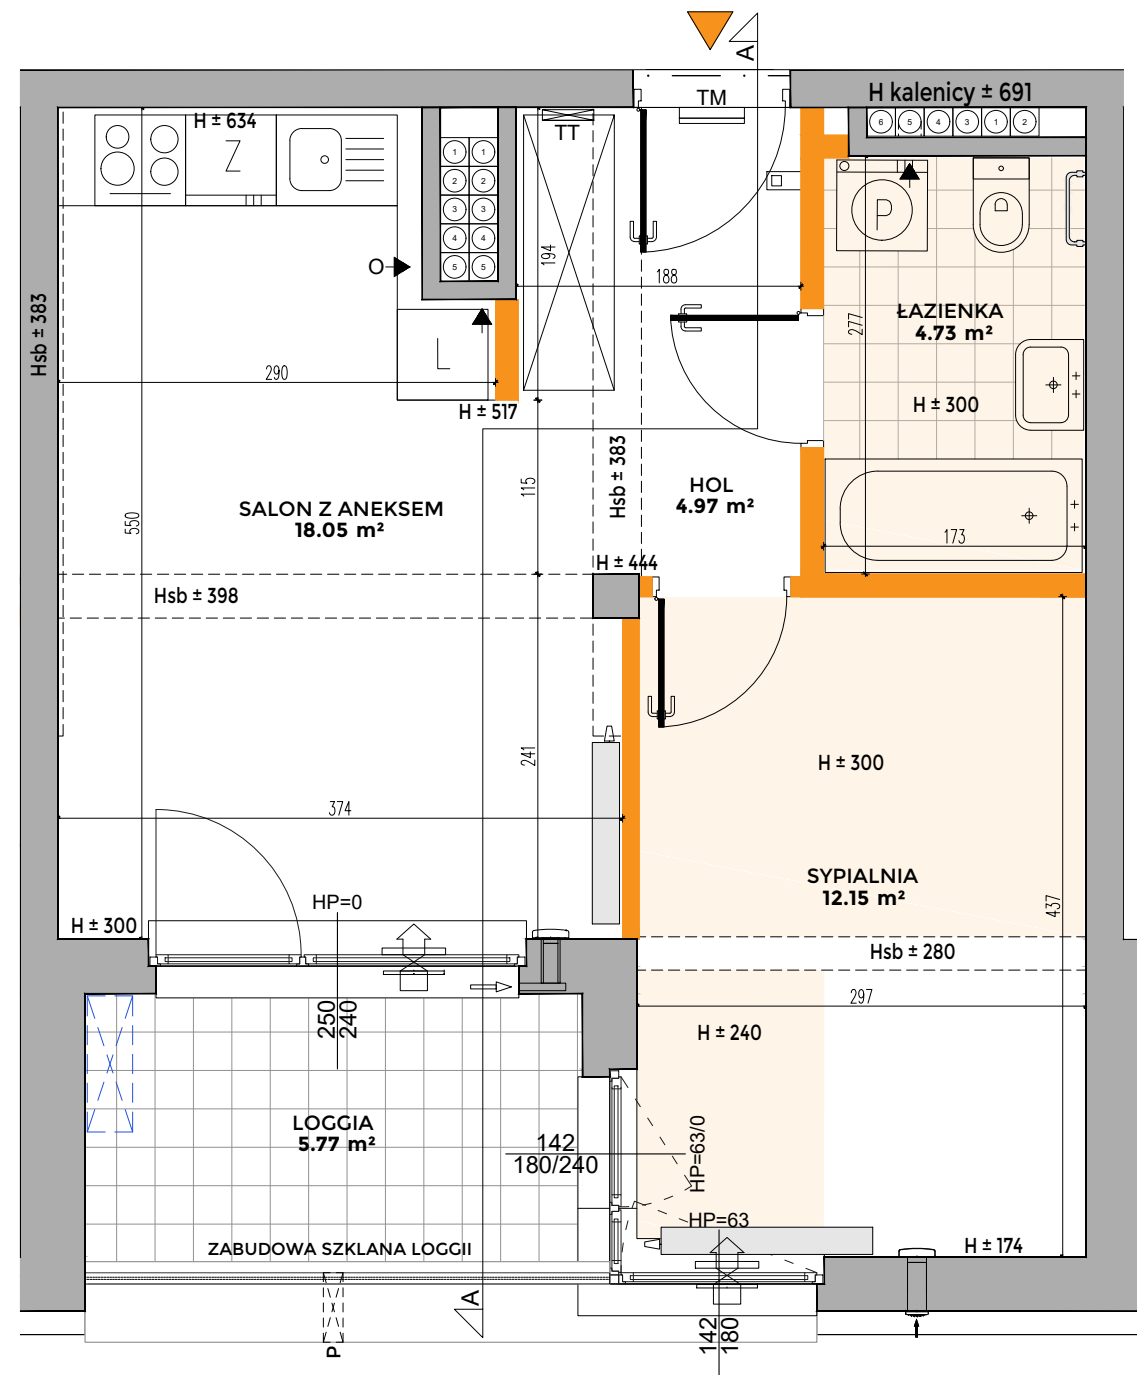 A
H kalenicy ± 691
TM
TT
H ± 634
Z
6 5 4 3 1 2
1 1
2 2
3 3
4 4
5 5
P
O
194
188
277
ŁAZIENKA
4.73 m²
Hsb ± 383
L
290
H ± 517
H ± 300
Hsb ± 383
115
HOL
4.97 m²
SALON Z ANEKSEM
18.05 m²
550
173
H ± 444
Hsb ± 398
241
H ± 300
374
SYPIALNIA
12.15 m²
437
HP=0
H ± 300
Hsb ± 280
297
250
240
H ± 240
LOGGIA
5.77 m²
142
180/240
HP=63/0
HP=63
ZABUDOWA SZKLANA LOGGII
H ± 174
A
P
142
180